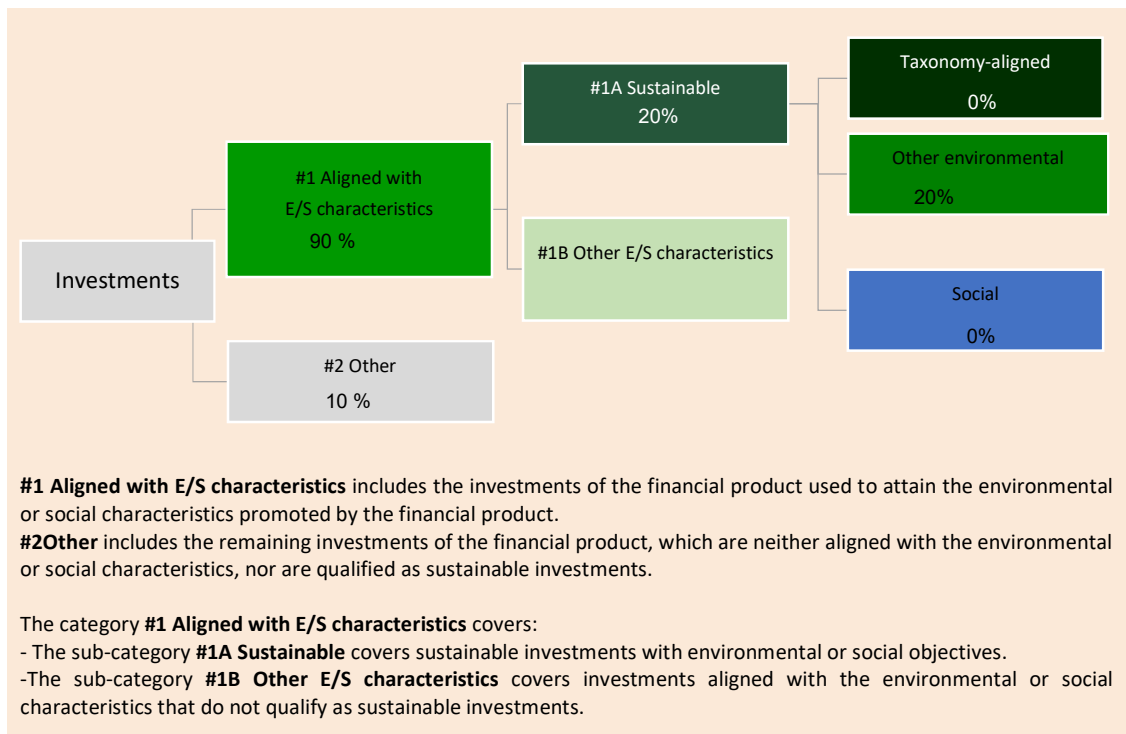 Investments
#1 Aligned with
E/S characteristics
90 %
#2 Other
10 %
#1A Sustainable
20%
#1B Other E/S characteristics
Taxonomy-aligned
0%
Other environmental
20%
Social
0%
#1 Aligned with E/S characteristics includes the investments of the financial product used to attain the environmental
or social characteristics promoted by the financial product.
#2Other includes the remaining investments of the financial product, which are neither aligned with the environmental
or social characteristics, nor are qualified as sustainable investments.
The category #1 Aligned with E/S characteristics covers:
- The sub-category #1A Sustainable covers sustainable investments with environmental or social objectives.
-The sub-category #1B Other E/S characteristics covers investments aligned with the environmental or social
characteristics that do not qualify as sustainable investments.